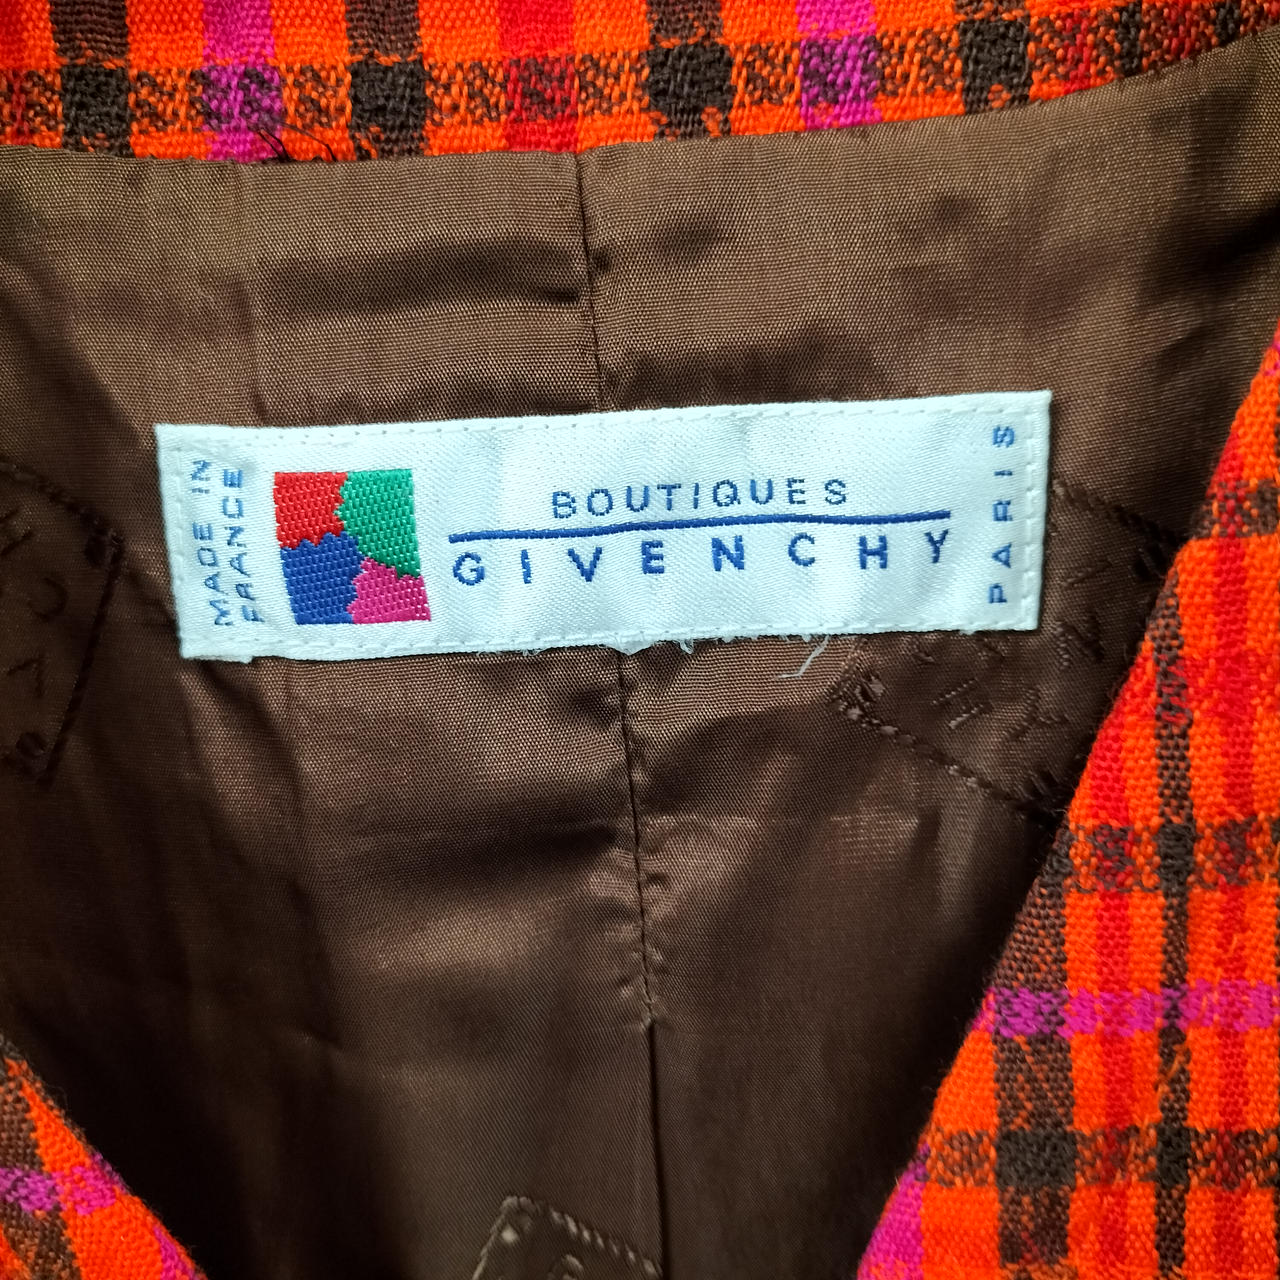 MADE IN
FRANCE
BOUTIQUES
GIVENCHY
PARIS